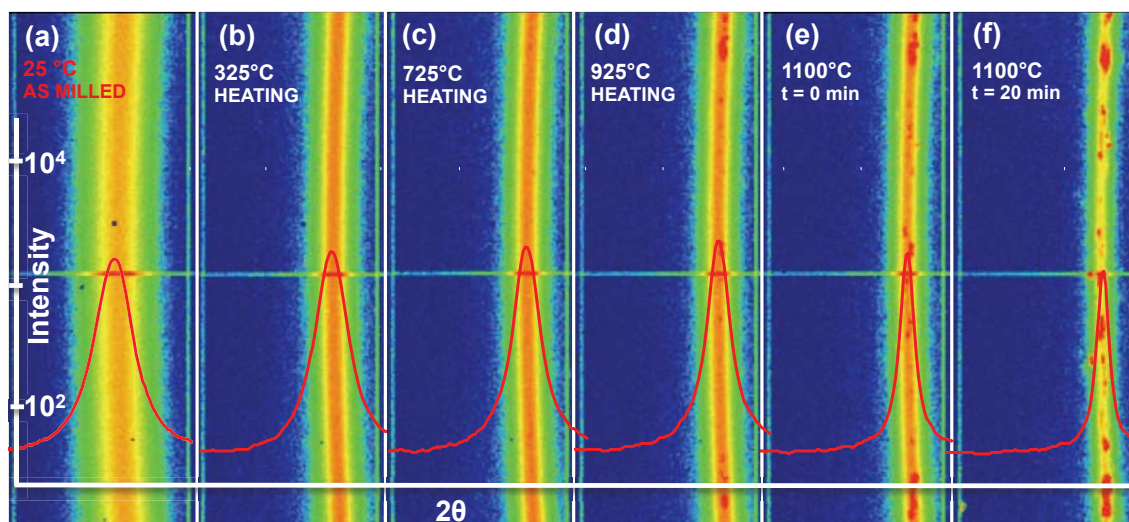 (a)
25 °C
AS MILLED
(b)
325°C
HEATING
(c)
725°C
HEATING
(d)
925°C
HEATING
(e)
1100°C
t = 0 min
(f)
1100°C
t = 20 min
10⁴
Intensity
10²
2θ